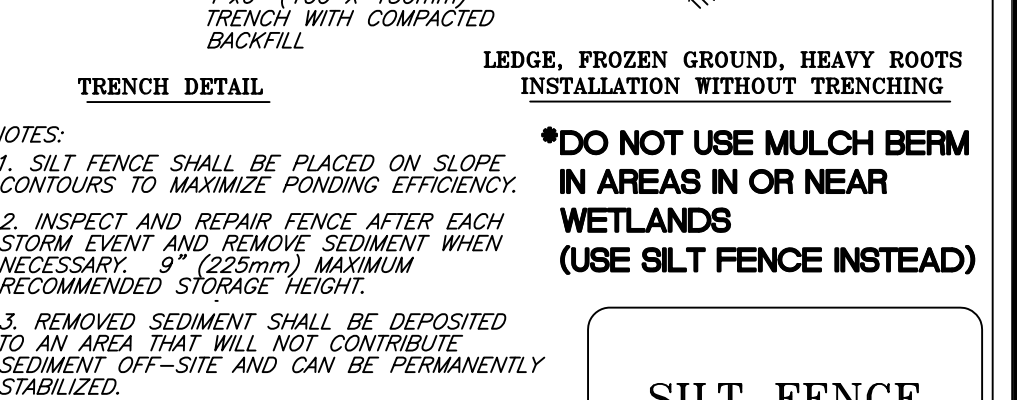 TRENCH WITH COMPACTED
BACKFILL
TRENCH DETAIL
LEDGE, FROZEN GROUND, HEAVY ROOTS
INSTALLATION WITHOUT TRENCHING
NOTES:
1. SILT FENCE SHALL BE PLACED ON SLOPE
CONTOURS TO MAXIMIZE PONDING EFFICIENCY.
2. INSPECT AND REPAIR FENCE AFTER EACH
STORM EVENT AND REMOVE SEDIMENT WHEN
NECESSARY. 9" (225mm) MAXIMUM
RECOMMENDED STORAGE HEIGHT.
3. REMOVED SEDIMENT SHALL BE DEPOSITED
TO AN AREA THAT WILL NOT CONTRIBUTE
SEDIMENT OFF-SITE AND CAN BE PERMANENTLY
STABILIZED.
*DO NOT USE MULCH BERM
IN AREAS IN OR NEAR
WETLANDS
(USE SILT FENCE INSTEAD)
SILT FENCE